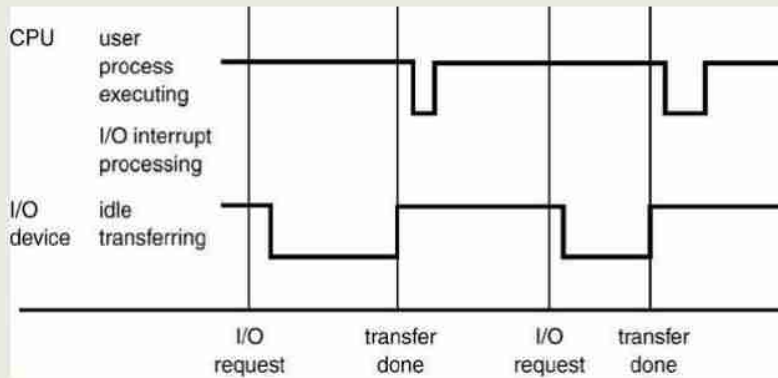 CPU user
process
executing
I/O interrupt
processing
I/O idle
device transferring
I/O transfer I/O transfer
request done request done